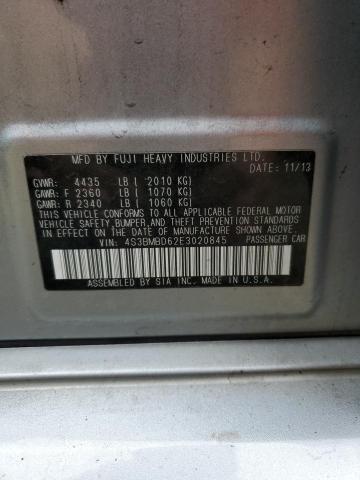 MFD BY FUJI HEAVY INDUSTRIES LTD.
DATE: 11/13
GVWR: 4435 LB ( 2010 KG)
GAWR: F 2360 LB ( 1070 KG)
GAWR: R 2340 LB ( 1060 KG)
THIS VEHICLE CONFORMS TO ALL APPLICABLE FEDERAL MOTOR
VEHICLE SAFETY, BUMPER, AND THEFT PREVENTION STANDARDS
IN EFFECT ON THE DATE OF MANUFACTURE SHOWN ABOVE.
VIN: 4S3BMBD62E3020845 PASSENGER CAR
ASSEMBLED BY SIA INC. MADE IN U.S.A.